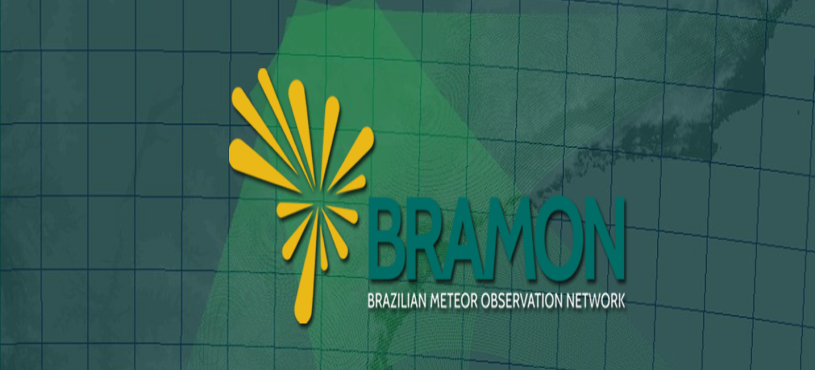 BRAMON
BRAZILIAN METEOR OBSERVATION NETWORK